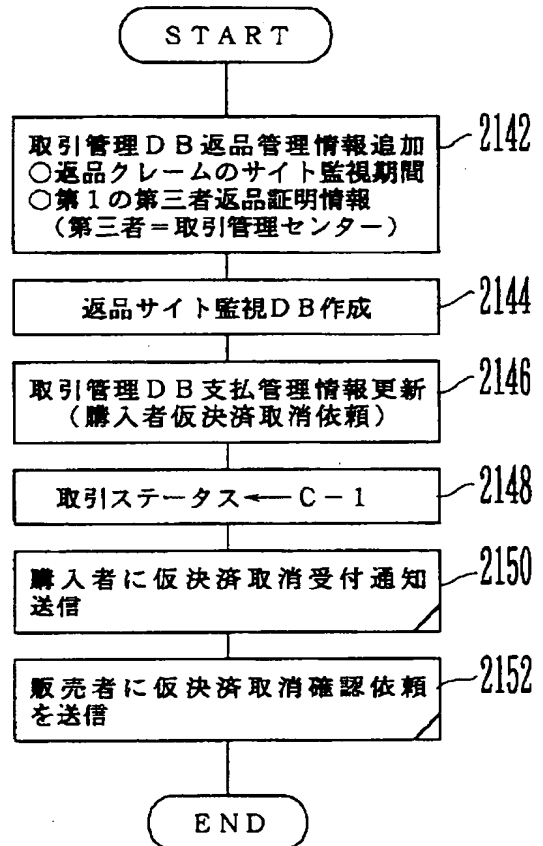 START
取引管理DB返品管理情報追加
○返品クレームのサイト監視期間
○第1の第三者返品証明情報
(第三者=取引管理センター)
2142
返品サイト監視DB作成
2144
取引管理DB支払管理情報更新
(購入者仮決済取消依頼)
2146
取引ステータス←C-1
2148
購入者に仮決済取消受付通知
送信
2150
販売者に仮決済取消確認依頼
を送信
2152
END